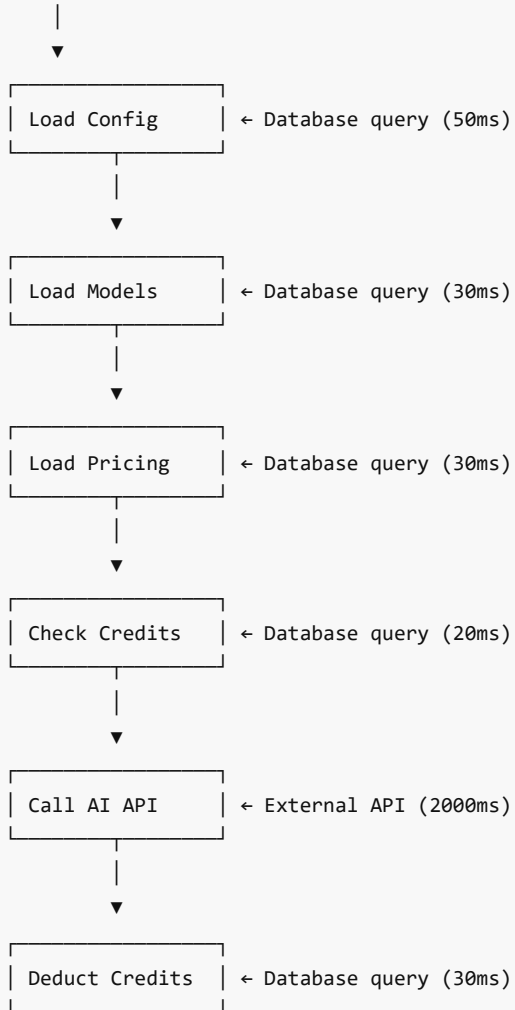 Load Config ← Database query (50ms)
Load Models ← Database query (30ms)
Load Pricing ← Database query (30ms)
Check Credits ← Database query (20ms)
Call AI API ← External API (2000ms)
Deduct Credits ← Database query (30ms)